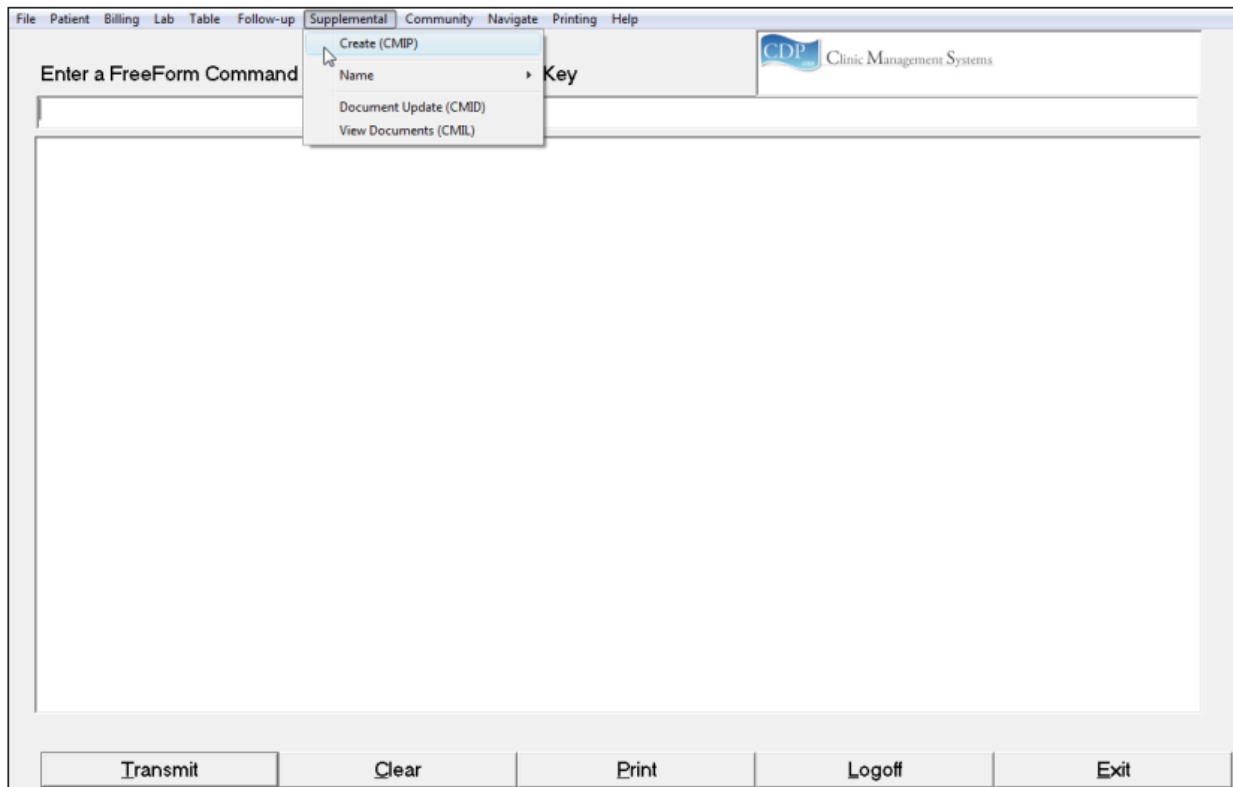 File Patient Billing Lab Table Follow-up Supplemental Community Navigate Printing Help
Create (CMIP)
Name
Document Update (CMID)
View Documents (CMIL)
Enter a FreeForm Command
Key
CDP
Clinic Management Systems
Transmit Clear Print Logoff Exit